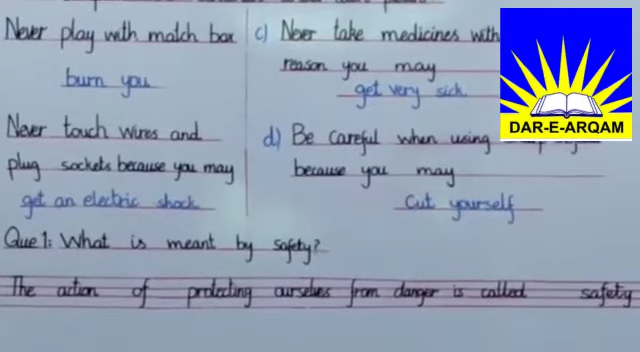 Never play with match box
burn you
Never touch wires and
plug sockets because you may
get an electric shock
c) Never take medicines with
reason you may
get very sick.
d) Be careful when using
because you may
Cut yourself
Que 1: What is meant by safety?
The action of protecting ourselves from danger is called safety
DAR-E-ARQAM